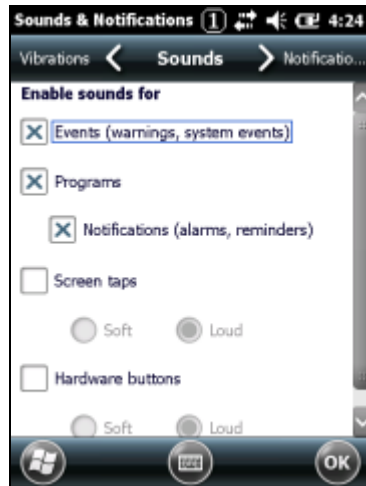 Sounds & Notifications 1 4:24
Vibrations Sounds Notificatio...
Enable sounds for
Events (warnings, system events)
Programs
Notifications (alarms, reminders)
Screen taps
Soft Loud
Hardware buttons
Soft Loud
OK